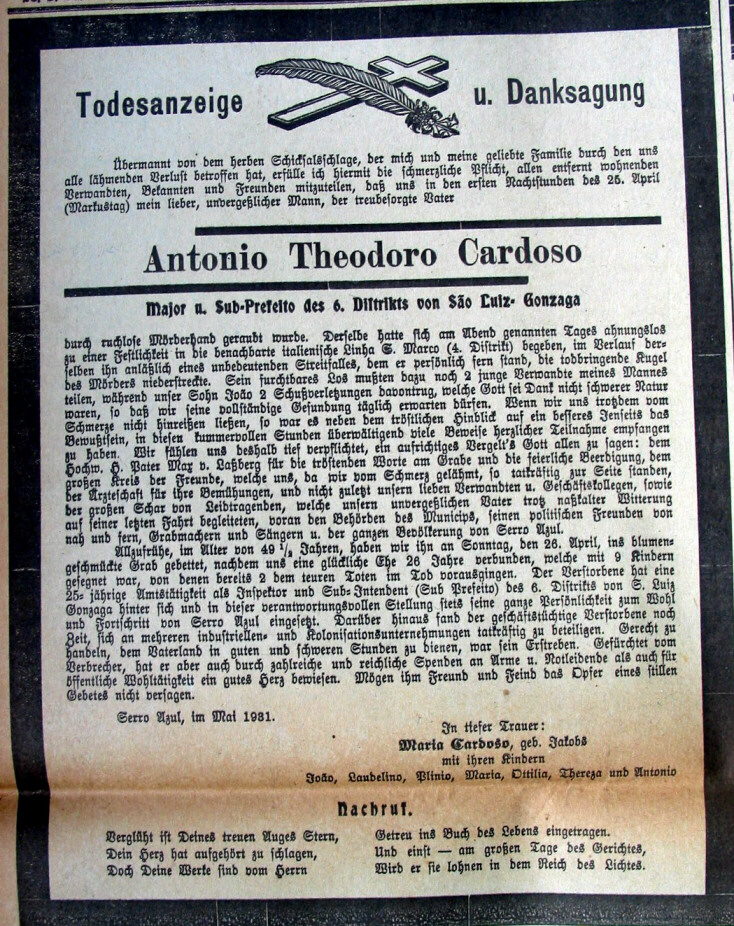 Todesanzeige u. Danksagung
Übermannt von dem herben Schicksalschlage, der mich und meine geliebte Familie durch den uns
alle lähmenden Verlust betroffen hat, erfülle ich hiermit die schmerzliche Pflicht, allen entfernt wohnenden
Verwandten, Bekannten und Freunden mitzuteilen, daß uns in den ersten Nachtstunden des 25. April
(Markustag) mein lieber, unvergeßlicher Mann, der treubesorgte Vater
Antonio Theodoro Cardoso
Major u. Sub-Prefeito des 6. Distrikts von São Luiz- Gonzaga
durch ruchlose Mörderhand geraubt wurde. Derselbe hatte sich am Abend genannten Tages ahnungslos
zu einer Festlichkeit in die benachbarte italienische Linha S. Marco (4. Distrikt) begeben, im Verlauf der-
selben ihn anläßlich eines unbedeutenden Streitfalles, dem er persönlich fern stand, die todbringende Kugel
des Mörders niederstreckte. Sein furchtbares Los mußten dazu noch 2 junge Verwandte meines Mannes
teilen, während unser Sohn João 2 Schußverletzungen davontrug, welche Gott sei Dank nicht schwerer Natur
waren, so daß wir seine vollständige Gesundung täglich erwarten dürfen. Wenn wir uns trotzdem vom
Schmerze nicht hinreißen ließen, so war es neben dem tröstlichen Hinblick auf ein besseres Jenseits das
Bewußtsein, in diesen kummervollen Stunden überwältigend viele Beweise herzlicher Teilnahme empfangen
zu haben. Wir fühlen uns deshalb tief verpflichtet, ein aufrichtiges Vergelt's Gott allen zu sagen: dem
Hochw. H. Pater Max v. Laßberg für die tröstenden Worte am Grabe und die feierliche Beerdigung, dem
großen Kreis der Freunde, welche uns, da wir vom Schmerz gelähmt, so tatkräftig zur Seite standen,
der Ärzteschaft für ihre Bemühungen, und nicht zuletzt unsern lieben Verwandten u. Geschäftskollegen, sowie
der großen Schar von Leidtragenden, welche unsern unvergeßlichen Vater trotz naßkalter Witterung
auf seiner letzten Fahrt begleiteten, voran den Behörden des Municips, seinen politischen Freunden von
nah und fern, Grabmachern und Sängern u. der ganzen Bevölkerung von Serro Azul.
Allzufrühe, im Alter von 49 1/2 Jahren, haben wir ihn an Sonntag, den 26. April, ins blumen-
geschmückte Grab gebettet, nachdem uns eine glückliche Ehe 26 Jahre verbunden, welche mit 9 Kindern
gesegnet war, von denen bereits 2 dem teuren Toten im Tod vorausgingen. Der Verstorbene hat eine
25- jährige Amtstätigkeit als Inspektor und Sub-Intendent (Sub Prefeito) des 6. Distrikts von S. Luiz
Gonzaga hinter sich und in dieser verantwortungsvollen Stellung stets seine ganze Persönlichkeit zum Wohl
und Fortschritt von Serro Azul eingesetzt. Darüber hinaus fand der geschäftstüchtige Verstorbene noch
Zeit, sich an mehreren industriellen- und Kolonisationsunternehmungen tatkräftig zu beteiligen. Gerecht zu
handeln, dem Vaterland in guten und schweren Stunden zu dienen, war sein Erstreben. Gefürchtet vom
Verbrecher, hat er aber auch durch zahlreiche und reichliche Spenden an Arme u. Notleidende als auch für
öffentliche Wohltätigkeit ein gutes Herz bewiesen. Mögen ihm Freund und Feind das Opfer eines stillen
Gebetes nicht versagen.
Serro Azul, im Mai 1931.
In tiefer Trauer:
Maria Cardoso, geb. Jakobs
mit ihren Kindern
João, Laudelino, Plinio, Maria, Ottilia, Thereza und Antonio
Nachruf.
Verglüht ist Deines treuen Auges Stern,
Dein Herz hat aufgehört zu schlagen,
Doch Deine Werke sind vom Herrn
Getreu ins Buch des Lebens eingetragen.
Und einst — am großen Tage des Gerichtes,
Wird er sie lohnen in dem Reich des Lichtes.